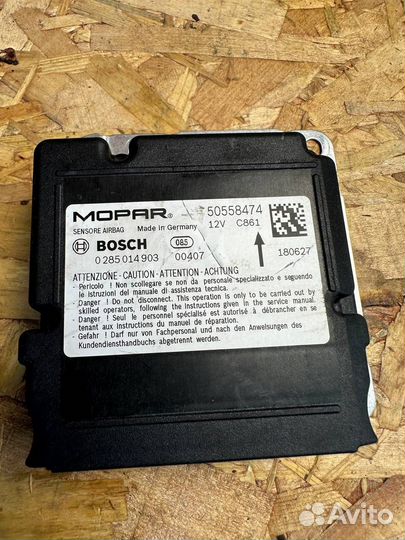 MOPAR® 50558474
SENSORE AIRBAG Made in Germany 12V C861
BOSCH 085
0 285 014 903 00407 180627
ATTENZIONE - CAUTION - ATTENTION - ACHTUNG
- Pericolo ! Non scollegare se non da personale specializzato e seguendo
le istruzioni del manuale di assistenza tecnica.
- Danger ! Do not disconnect. This operation is only to be carried out by
skilled operators, following the instructions given in the service manual.
- Danger ! Seul le personnel spécialisé est autorisé à débrancher en se
tenant aux instructions du manuel de réparation.
- Gefahr ! Darf nur von Fachpersonal und nach den Anweisungen des
Kundendiensthandbuchs abgetrennt werden.
Avito